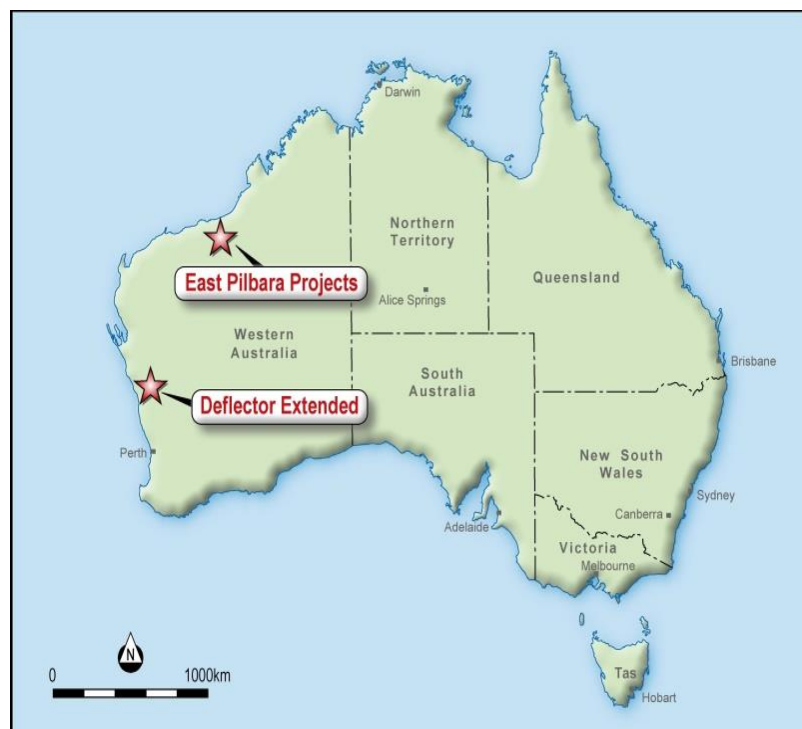 Darwin
Northern
Territory
East Pilbara Projects
Alice Springs
Queensland
Western
Australia
South
Australia
Brisbane
Deflector Extended
Perth
New South
Wales
Sydney
Canberra
Adelaide
Victoria
Melbourne
N
0 1000km
Tas
Hobart